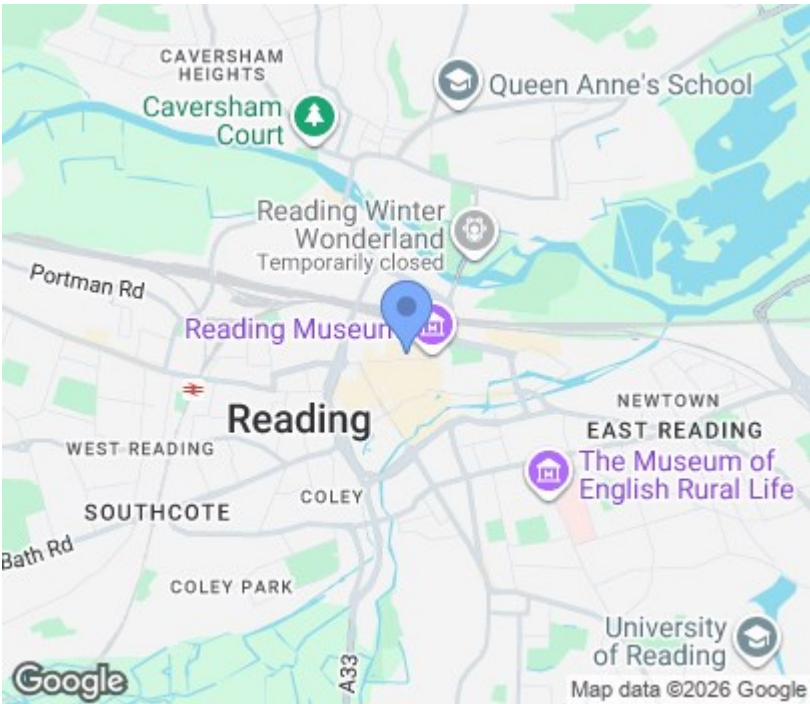 CAVERSHAM
HEIGHTS
Queen Anne's School
Caversham
Court
Reading Winter
Wonderland
Temporarily closed
Portman Rd
Reading Museum
Reading
NEWTOWN
EAST READING
WEST READING
The Museum of
English Rural Life
COLEY
SOUTHCOTE
Bath Rd
COLEY PARK
University
of Reading
A33
Google
Map data ©2026 Google